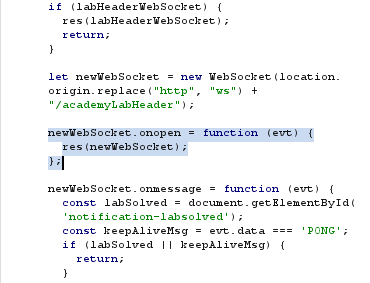 if (labHeaderWebSocket) {
res(labHeaderWebSocket);
return;
}
let newWebSocket = new WebSocket(location.
origin.replace("http", "ws") +
"/academyLabHeader");
newWebSocket.onopen = function (evt) {
res(newWebSocket);
};
newWebSocket.onmessage = function (evt) {
const labSolved = document.getElementById(
'notification-labsolved');
const keepAliveMsg = evt.data === 'PONG';
if (labSolved || keepAliveMsg) {
return;
}